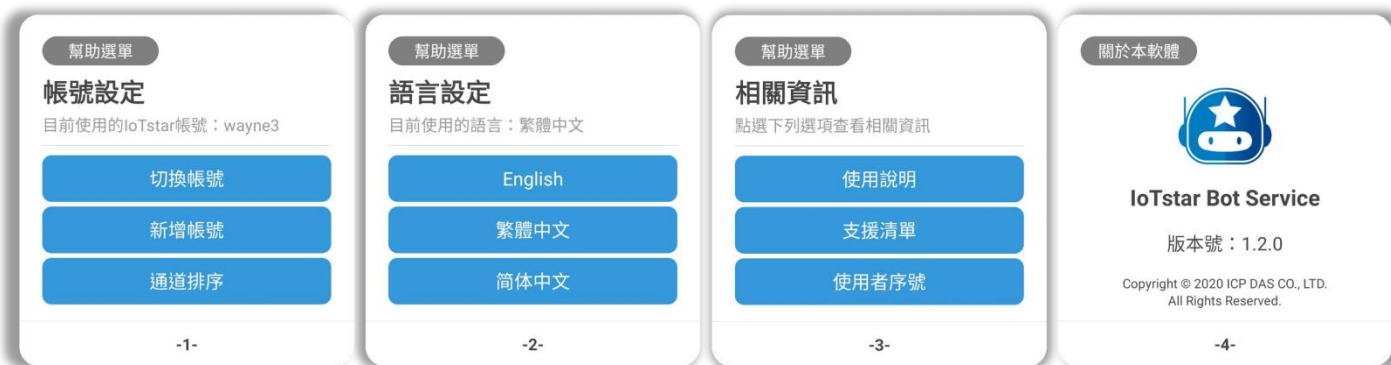 幫助選單
帳號設定
目前使用的IoTstar帳號：wayne3
切換帳號
新增帳號
通道排序
-1-
幫助選單
語言設定
目前使用的語言：繁體中文
English
繁體中文
简体中文
-2-
幫助選單
相關資訊
點選下列選項查看相關資訊
使用說明
支援清單
使用者序號
-3-
關於本軟體
IoTstar Bot Service
版本號：1.2.0
Copyright © 2020 ICP DAS CO., LTD.
All Rights Reserved.
-4-